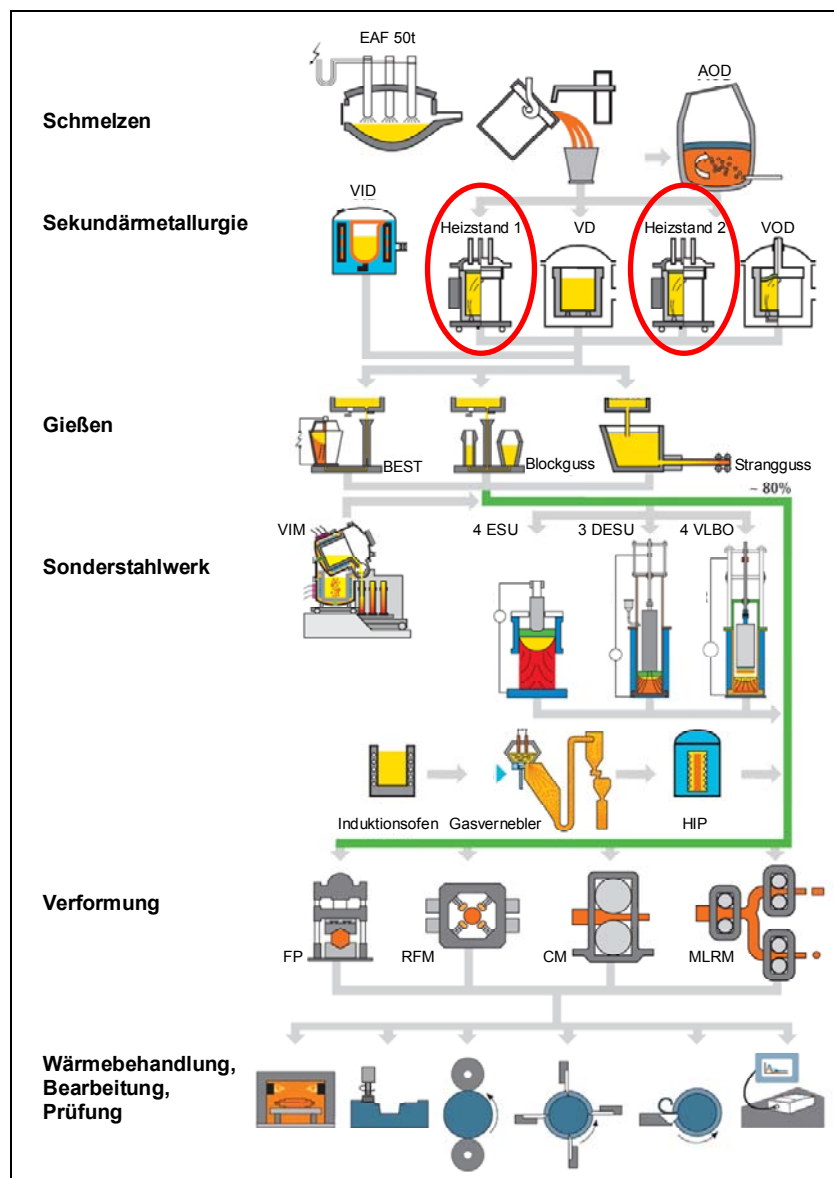 EAF 50t
AOD
Schmelzen
VID
Sekundärmetallurgie
Heizstand 1
VD
Heizstand 2
VOD
Gießen
BEST
Blockguss
Strangguss
~ 80%
VIM
4 ESU
3 DESU
4 VLBO
Sonderstahlwerk
Induktionsofen
Gasvernebler
HIP
Verformung
FP
RFM
CM
MLRM
Wärmebehandlung,
Bearbeitung,
Prüfung